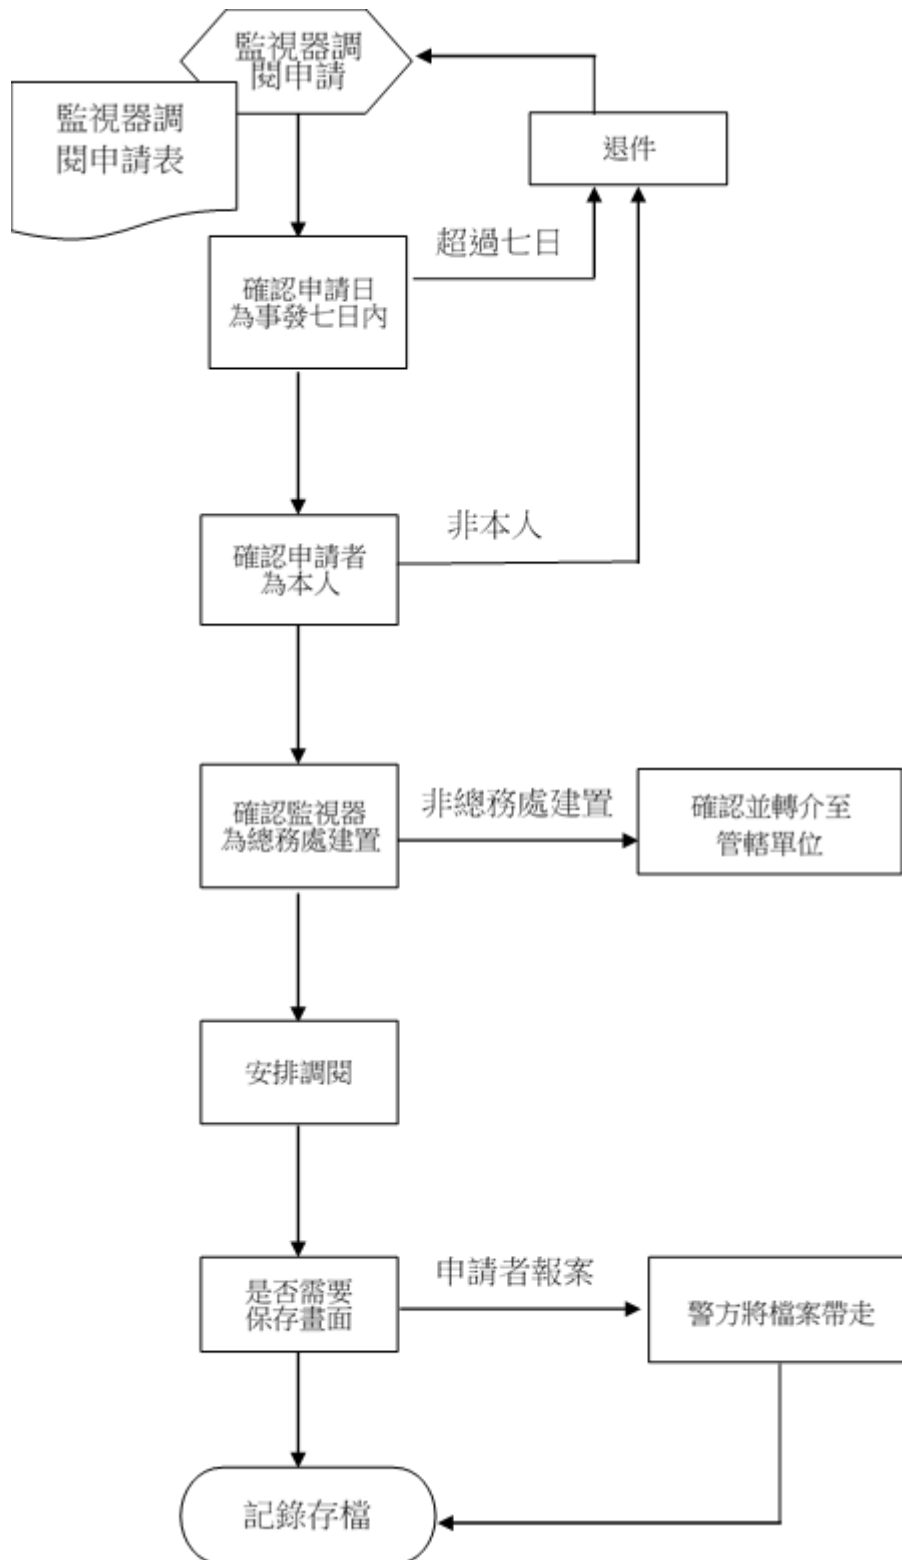 監視器調
閱申請
監視器調
閱申請表
退件
超過七日
確認申請日
為事發七日內
非本人
確認申請者
為本人
確認監視器
為總務處建置
非總務處建置
確認並轉介至
管轄單位
安排調閱
是否需要
保存畫面
申請者報案
警方將檔案帶走
記錄存檔